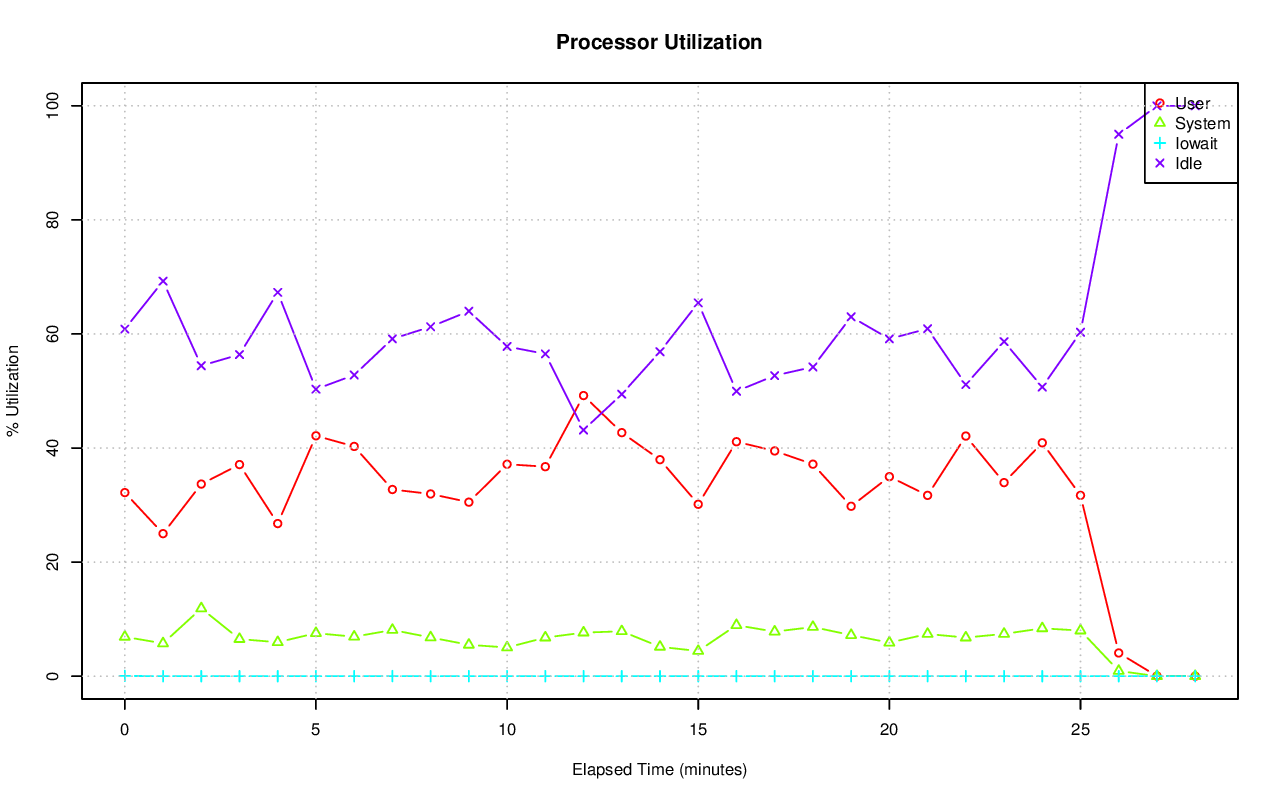 Processor Utilization
100
80
60
40
20
0
% Utilization
User
System
Iowait
Idle
0 5 10 15 20 25
Elapsed Time (minutes)